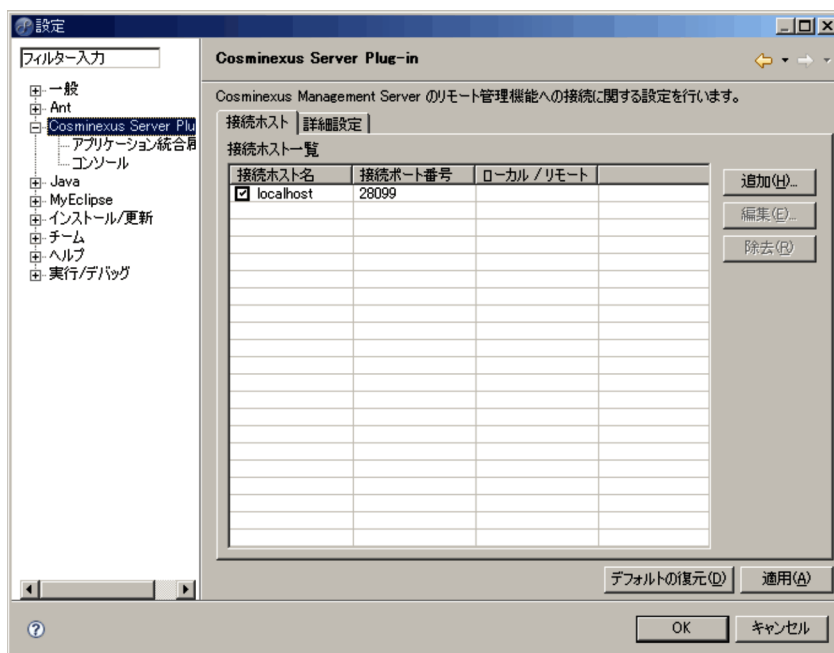 設定
フィルター入力
一般
Ant
Cosminexus Server Plu
アプリケーション統合属
コンソール
Java
MyEclipse
インストール/更新
チーム
ヘルプ
実行/デバッグ
Cosminexus Server Plug-in
Cosminexus Management Server のリモート管理機能への接続に関する設定を行います。
接続ホスト 詳細設定
接続ホスト一覧
接続ホスト名 接続ポート番号 ローカル / リモート
localhost 28099
追加(H)...
編集(E)...
除去(R)
デフォルトの復元(D) 適用(A)
OK キャンセル